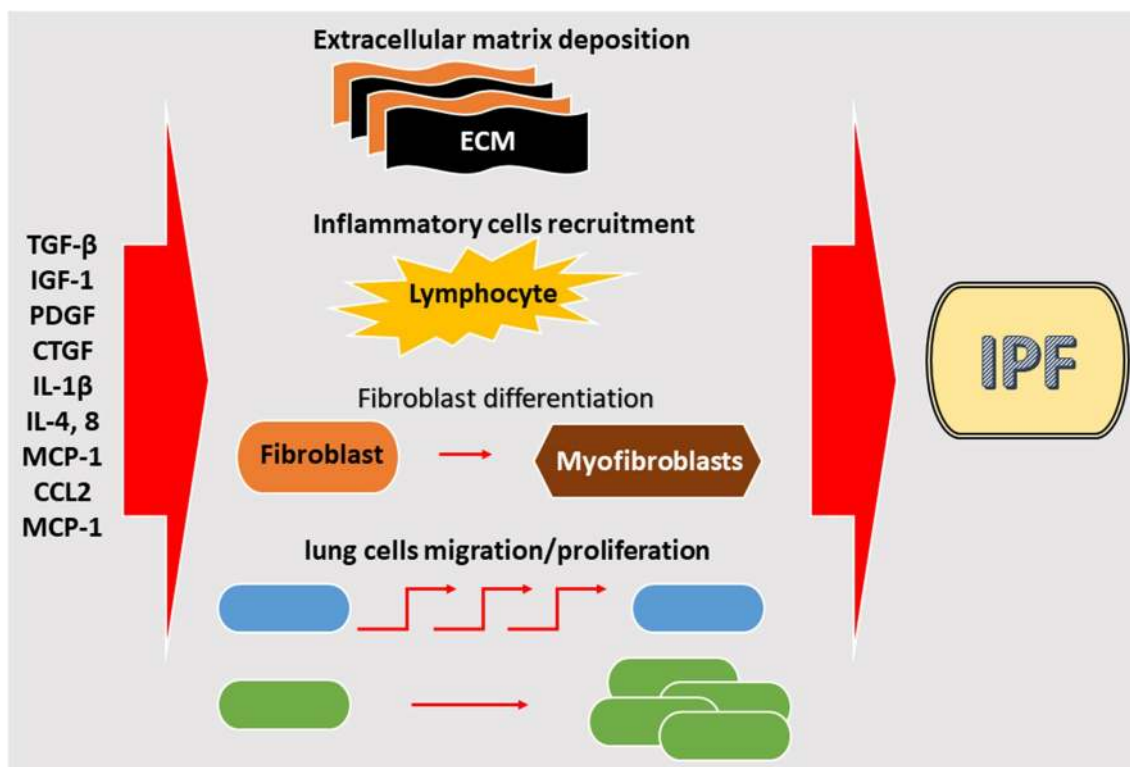 Extracellular matrix deposition
ECM
Inflammatory cells recruitment
Lymphocyte
TGF-β
IGF-1
PDGF
CTGF
IL-1β
IL-4, 8
MCP-1
CCL2
MCP-1
Fibroblast differentiation
Fibroblast
Myofibroblasts
lung cells migration/proliferation
IPF